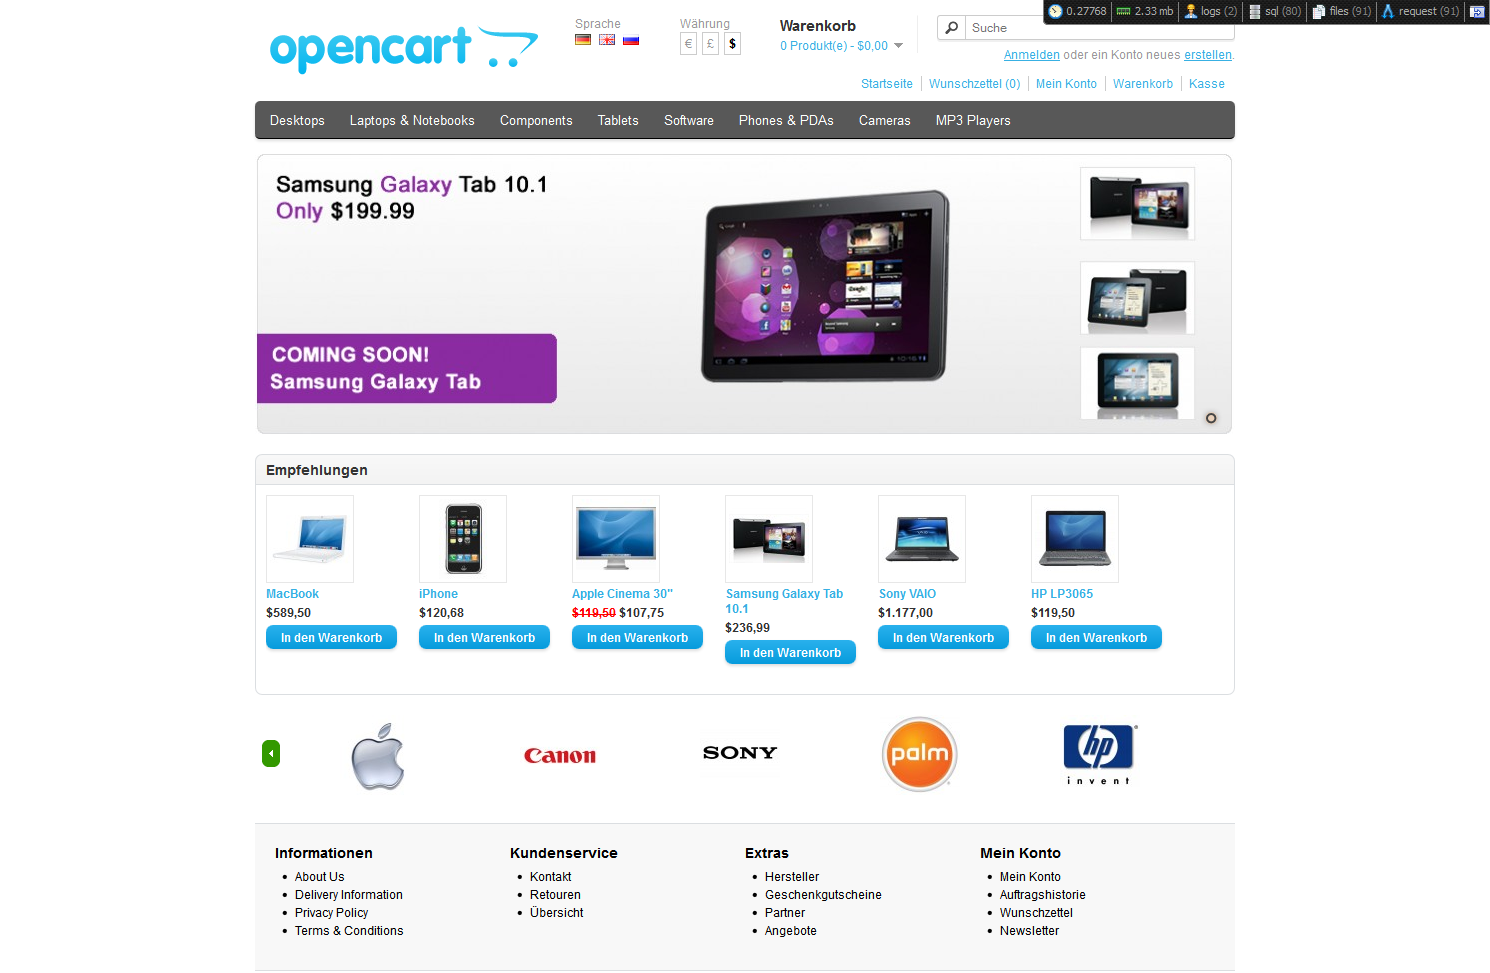 0.27768 2.33 mb logs (2) sql (80) files (91) request (91)
opencart
Sprache
Währung
€ £ $
Warenkorb
0 Produkt(e) - $0,00
Suche
Anmelden oder ein Konto neues erstellen.
Startseite Wunschzettel (0) Mein Konto Warenkorb Kasse
Desktops Laptops & Notebooks Components Tablets Software Phones & PDAs Cameras MP3 Players
Samsung Galaxy Tab 10.1
Only $199.99
COMING SOON!
Samsung Galaxy Tab
Empfehlungen
MacBook
$589,50
In den Warenkorb
iPhone
$120,68
In den Warenkorb
Apple Cinema 30"
$119,50 $107,75
In den Warenkorb
Samsung Galaxy Tab
10.1
$236,99
In den Warenkorb
Sony VAIO
$1.177,00
In den Warenkorb
HP LP3065
$119,50
In den Warenkorb
Canon
SONY
palm
hp
invent
Informationen
About Us
Delivery Information
Privacy Policy
Terms & Conditions
Kundenservice
Kontakt
Retouren
Übersicht
Extras
Hersteller
Geschenkgutscheine
Partner
Angebote
Mein Konto
Mein Konto
Auftragshistorie
Wunschzettel
Newsletter